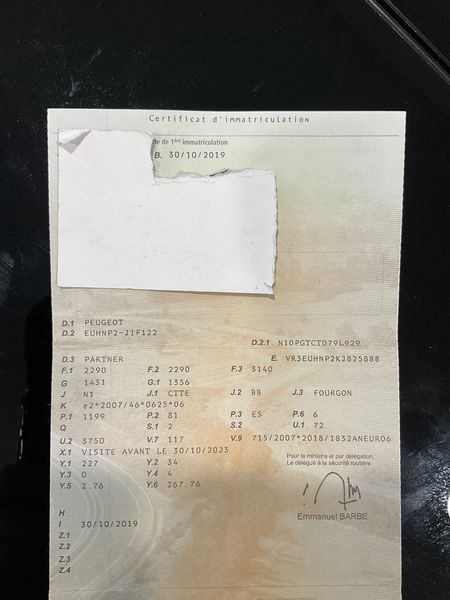 Certificat d'immatriculation
te de 1ère immatriculation
B. 30/10/2019
D.1 PEUGEOT
D.2 EUHNP2-J1F122
D.2.1 N10PGTCT079L929
D.3 PARTNER E. VR3EUHNP2KJ825888
F.1 2290 F.2 2290 F.3 3140
G 1431 G.1 1356
J N1 J.1 CTTE J.2 BB J.3 FOURGON
K e2*2007/46*0625*06
P.1 1199 P.2 81 P.3 ES P.6 6
Q S.1 2 S.2 U.1 72
U.2 3750 V.7 117 V.9 715/2007*2018/1832ANEURO6
X.1 VISITE AVANT LE 30/10/2023
Y.1 227 Y.2 34
Y.3 0 Y.4 4
Y.5 2.76 Y.6 267.76
Pour le ministre et par délégation,
Le délégué à la sécurité routière
Emmanuel BARBE
H
I 30/10/2019
Z.1
Z.2
Z.3
Z.4